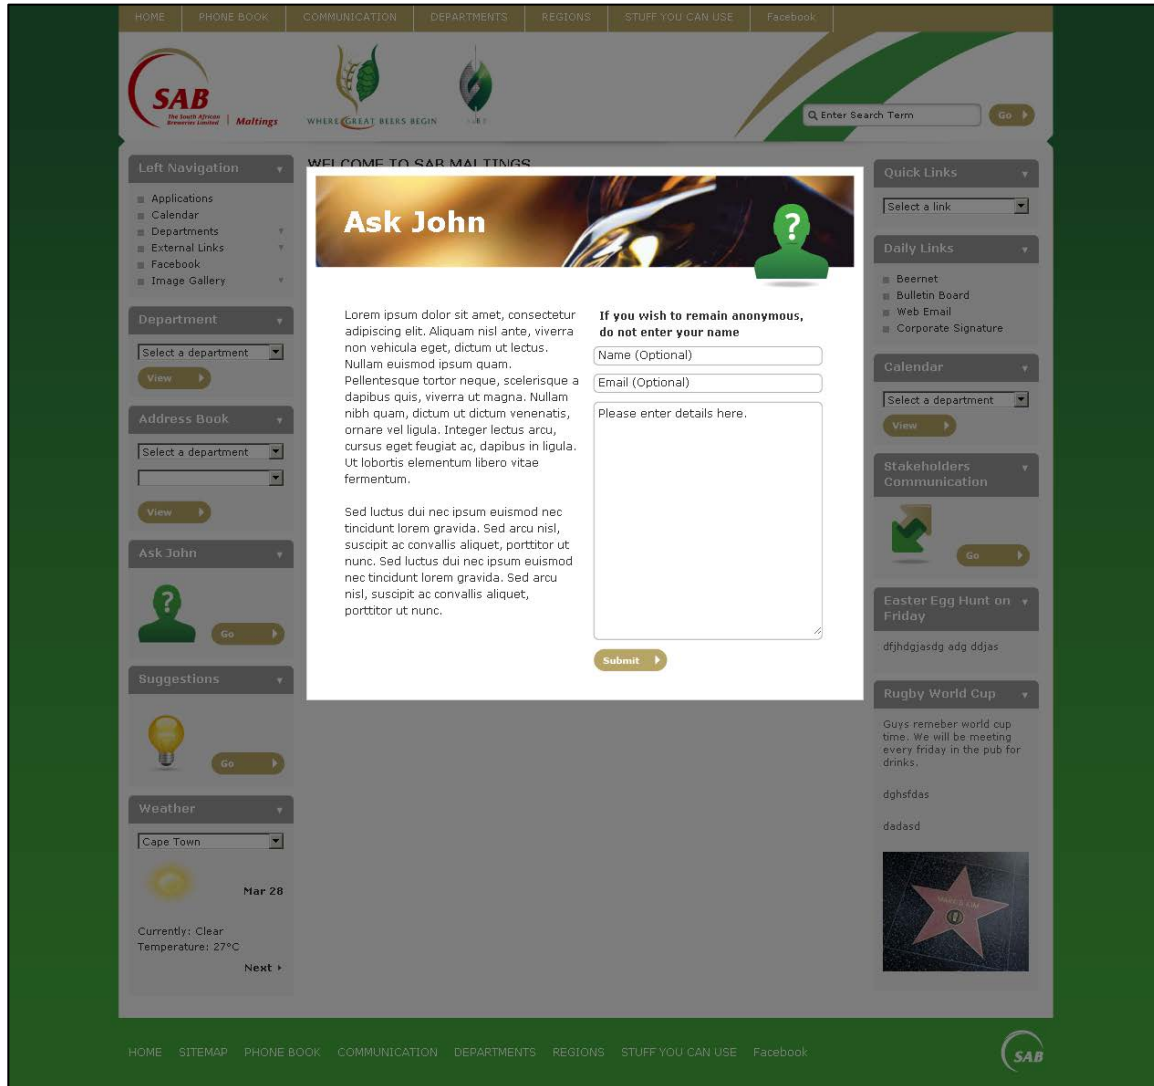 HOME PHONE BOOK COMMUNICATION DEPARTMENTS REGIONS STUFF YOU CAN USE Facebook
SAB
The South African
Breweries Limited
Maltings
WHERE GREAT BEERS BEGIN
Enter Search Term
Go
Left Navigation
Applications
Calendar
Departments
External Links
Facebook
Image Gallery
Department
Select a department
View
Address Book
Select a department
View
Ask John
Go
Suggestions
Go
Weather
Cape Town
Mar 28
Currently: Clear
Temperature: 27°C
Next
WELCOME TO SAB MALTINGS
Ask John
?
Lorem ipsum dolor sit amet, consectetur
adipiscing elit. Aliquam nisl ante, viverra
non vehicula eget, dictum ut lectus.
Nullam euismod ipsum quam.
Pellentesque tortor neque, scelerisque a
dapibus quis, viverra ut magna. Nullam
nibh quam, dictum ut dictum venenatis,
ornare vel ligula. Integer lectus arcu,
cursus eget feugiat ac, dapibus in ligula.
Ut lobortis elementum libero vitae
fermentum.
Sed luctus dui nec ipsum euismod nec
tincidunt lorem gravida. Sed arcu nisl,
suscipit ac convallis aliquet, porttitor ut
nunc. Sed luctus dui nec ipsum euismod
nec tincidunt lorem gravida. Sed arcu
nisl, suscipit ac convallis aliquet,
porttitor ut nunc.
If you wish to remain anonymous,
do not enter your name
Name (Optional)
Email (Optional)
Please enter details here.
Submit
Quick Links
Select a link
Daily Links
Beernet
Bulletin Board
Web Email
Corporate Signature
Calendar
Select a department
View
Stakeholders
Communication
Go
Easter Egg Hunt on
Friday
dfjhdgjasdg adg ddjas
Rugby World Cup
Guys remeber world cup
time. We will be meeting
every friday in the pub for
drinks.
dghsfdas
dadasd
HOME SITEMAP PHONE BOOK COMMUNICATION DEPARTMENTS REGIONS STUFF YOU CAN USE Facebook
SAB